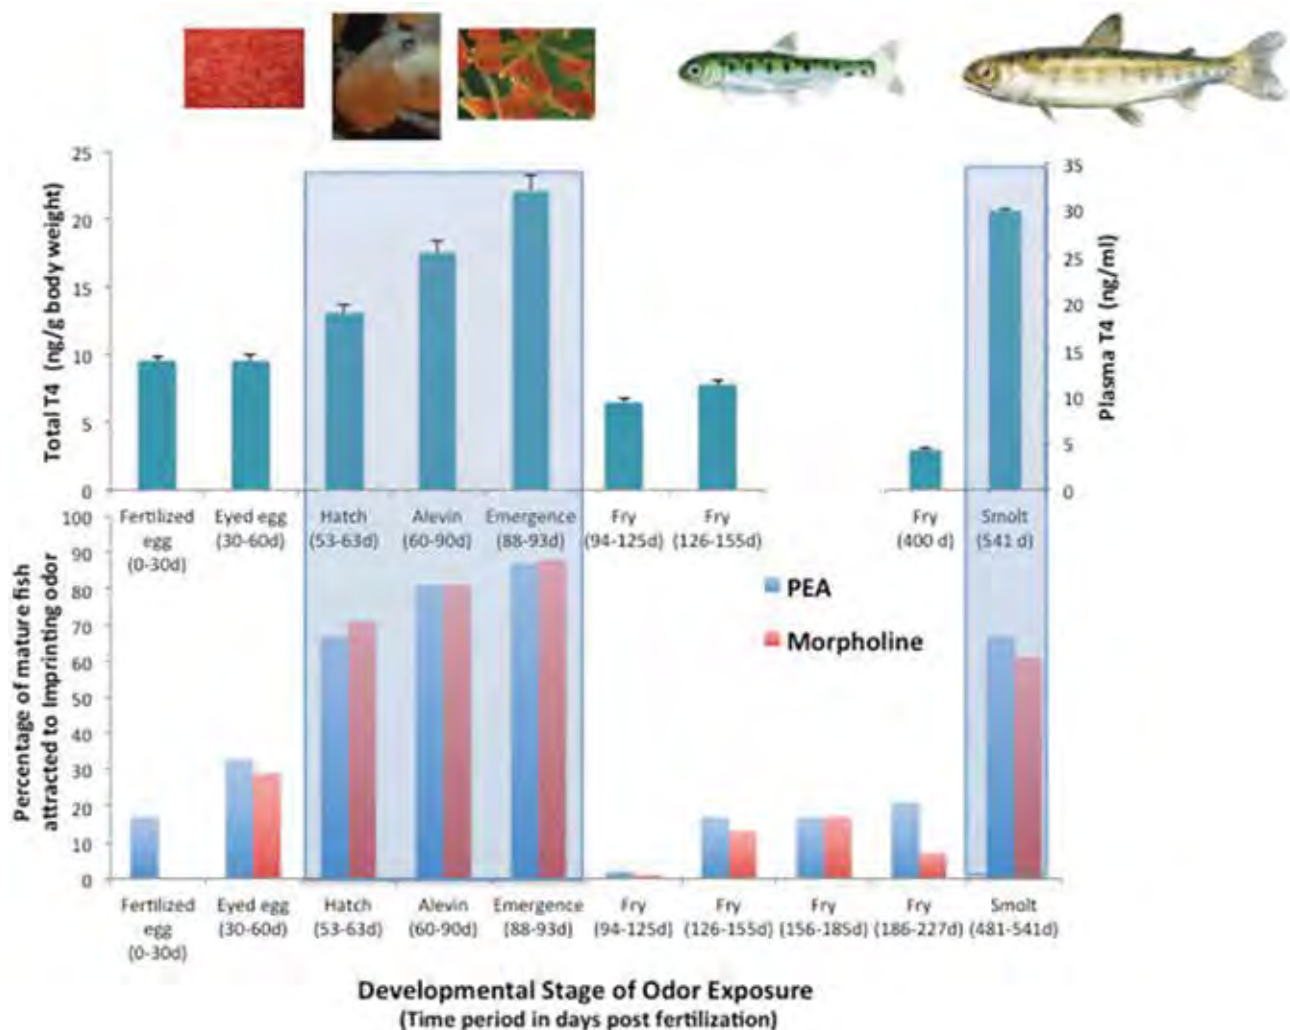 25
20
15
10
5
0
Total T4 (ng/g body weight)
35
30
25
20
15
10
5
0
Plasma T4 (ng/ml)
Fertilized
egg
(0-30d)
Eyed egg
(30-60d)
Hatch
(53-63d)
Alevin
(60-90d)
Emergence
(88-93d)
Fry
(94-125d)
Fry
(126-155d)
Fry
(400 d)
Smolt
(541 d)
100
90
80
70
60
50
40
30
20
10
0
Percentage of mature fish
attracted to Imprinting odor
PEA
Morpholine
Fertilized
egg
(0-30d)
Eyed egg
(30-60d)
Hatch
(53-63d)
Alevin
(60-90d)
Emergence
(88-93d)
Fry
(94-125d)
Fry
(126-155d)
Fry
(156-185d)
Fry
(186-227d)
Smolt
(481-541d)
Developmental Stage of Odor Exposure
(Time period in days post fertilization)